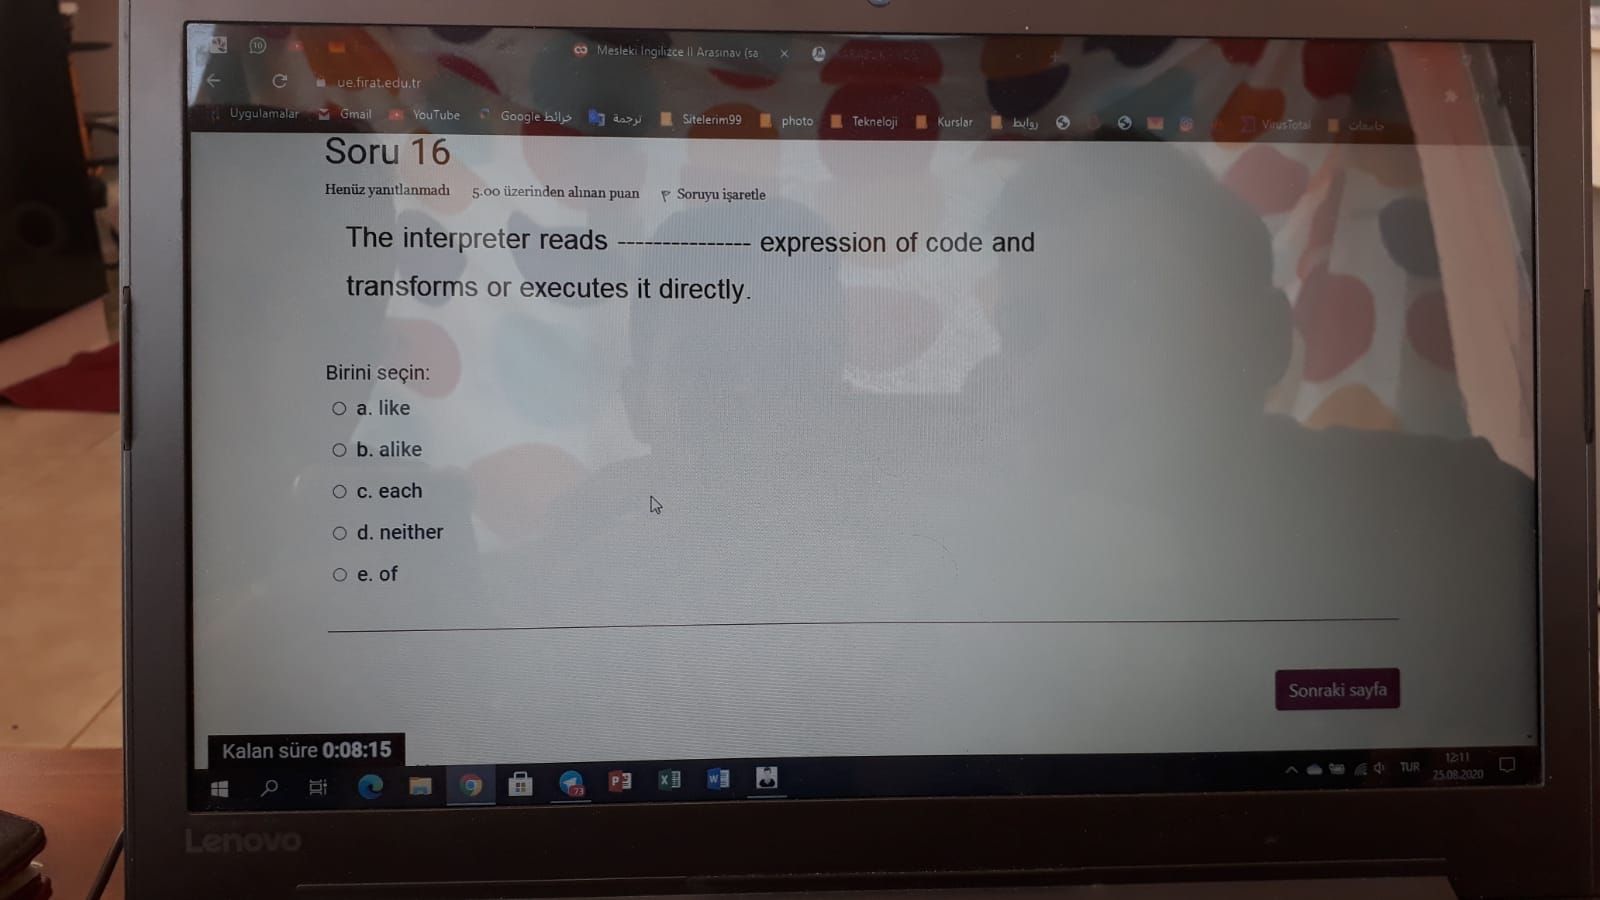 10
Mesleki İngilizce II Arasınav (sa
ue.firat.edu.tr
Uygulamalar Gmail YouTube Google خرائط ترجمة Sitelerim99 photo Tekneloji Kurslar روابط VirusTotal جامعات
Soru 16
Henüz yanıtlanmadı 5.00 üzerinden alınan puan Soruyu işaretle
The interpreter reads --------------- expression of code and
transforms or executes it directly.
Birini seçin:
a. like
b. alike
c. each
d. neither
e. of
Sonraki sayfa
Kalan süre 0:08:15
73
TUR
12:11
25.08.2020
Lenovo